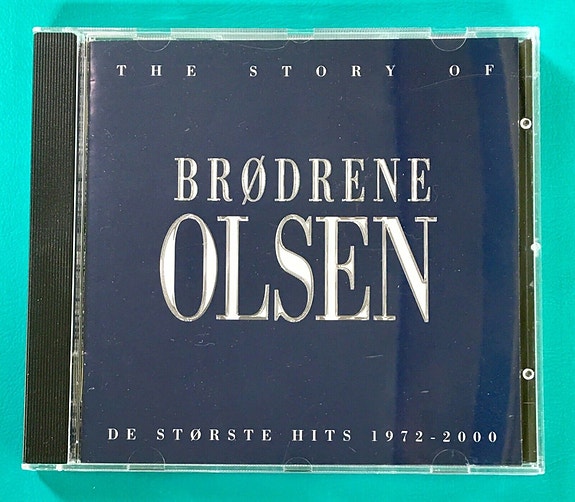 THE STORY OF
BRØDRENE
OLSEN
DE STØRSTE HITS 1972-2000